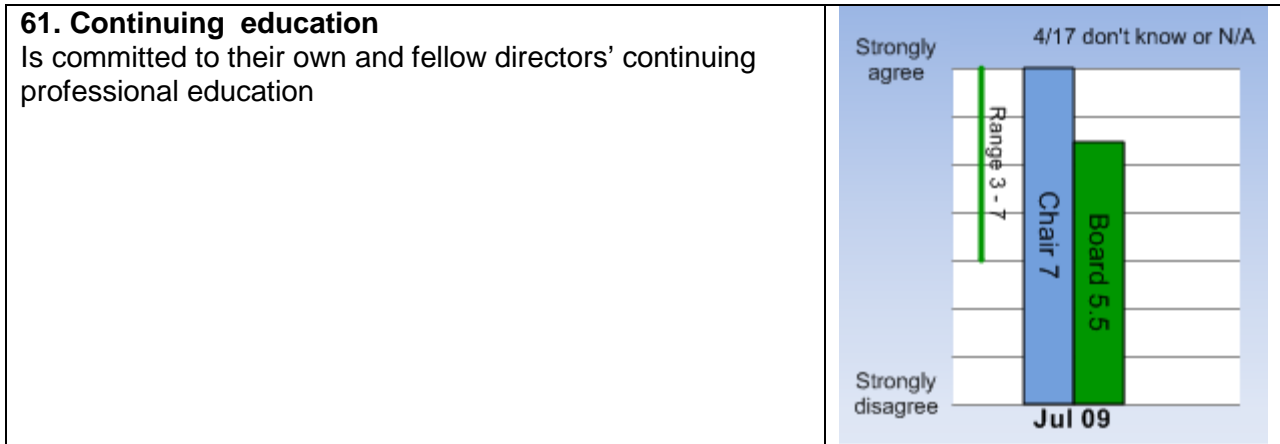 61. Continuing education
Is committed to their own and fellow directors’ continuing
professional education
4/17 don't know or N/A
Strongly
agree
Range 3 - 7
Chair 7
Board 5.5
Strongly
disagree
Jul 09